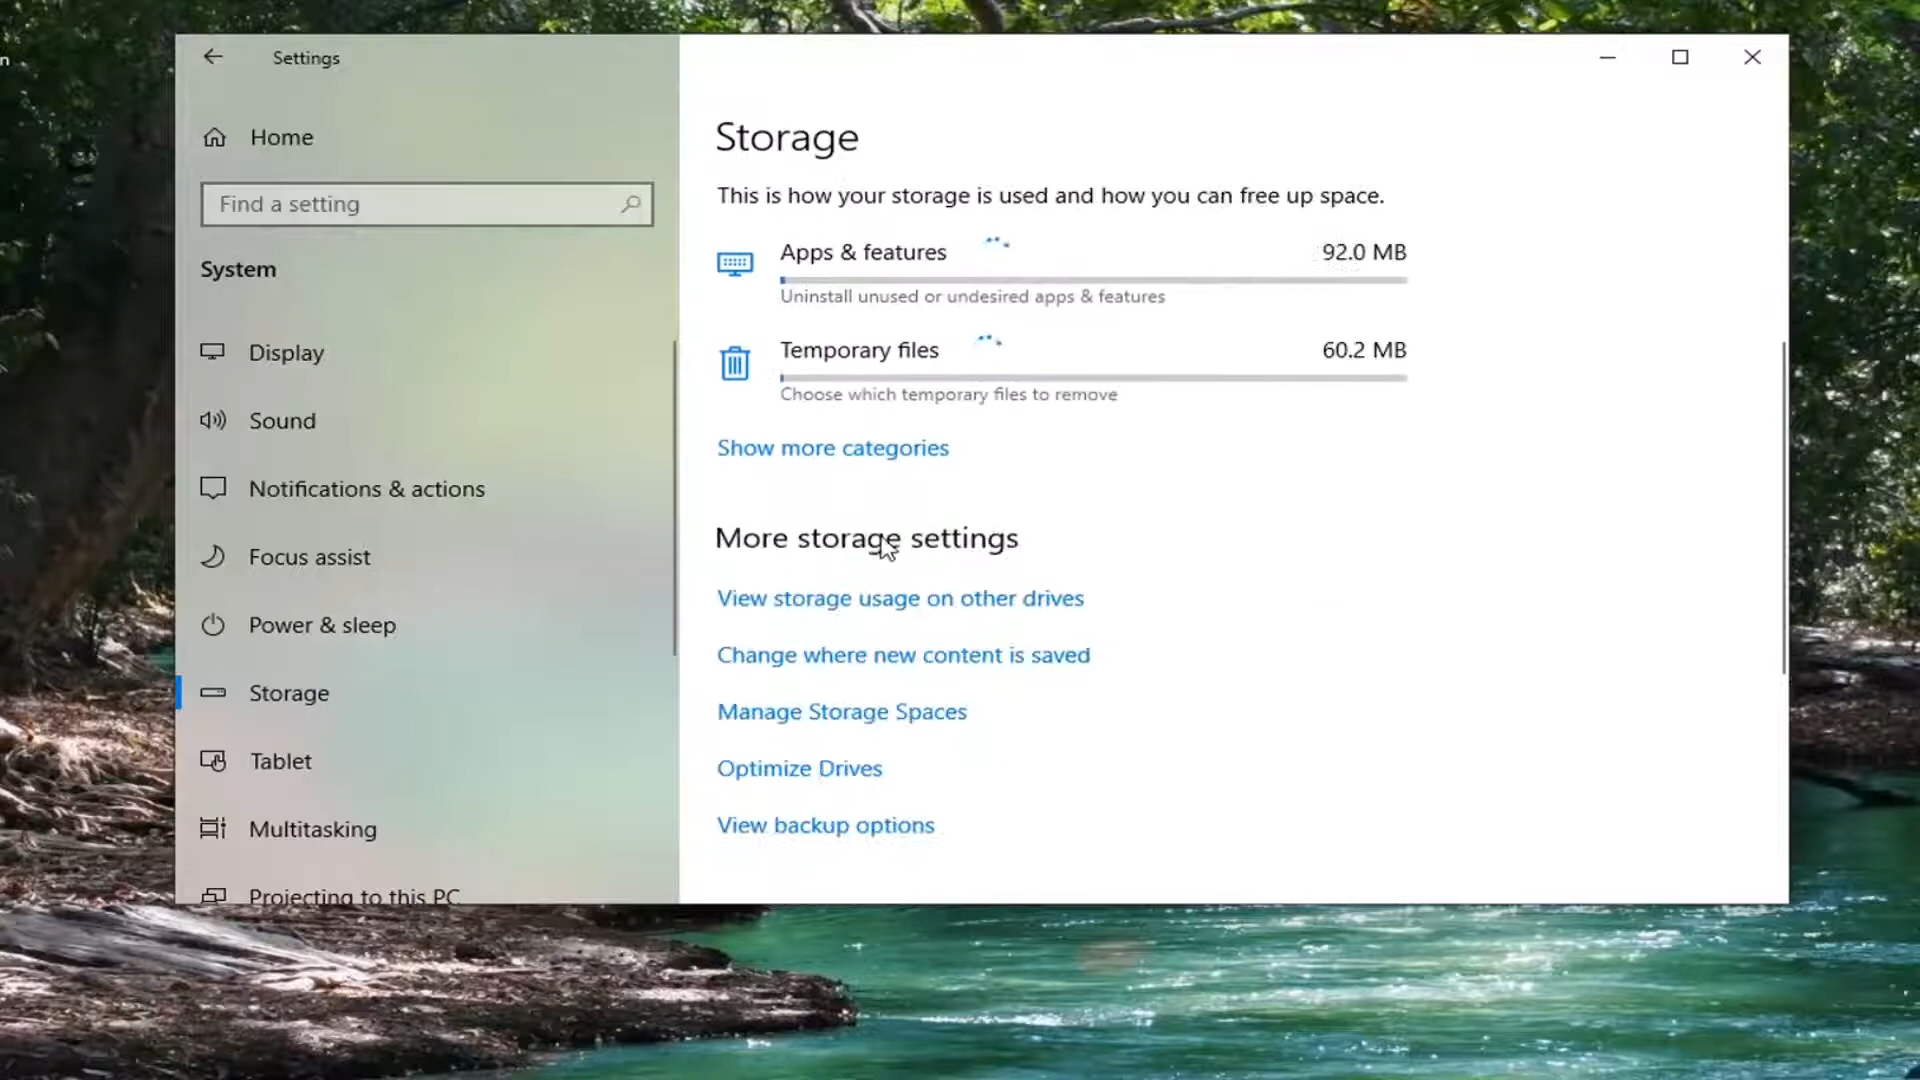 n
Settings
Home
Find a setting
System
Display
Sound
Notifications & actions
Focus assist
Power & sleep
Storage
Tablet
Multitasking
Projecting to this PC
Storage
This is how your storage is used and how you can free up space.
Apps & features 92.0 MB
Uninstall unused or undesired apps & features
Temporary files 60.2 MB
Choose which temporary files to remove
Show more categories
More storage settings
View storage usage on other drives
Change where new content is saved
Manage Storage Spaces
Optimize Drives
View backup options